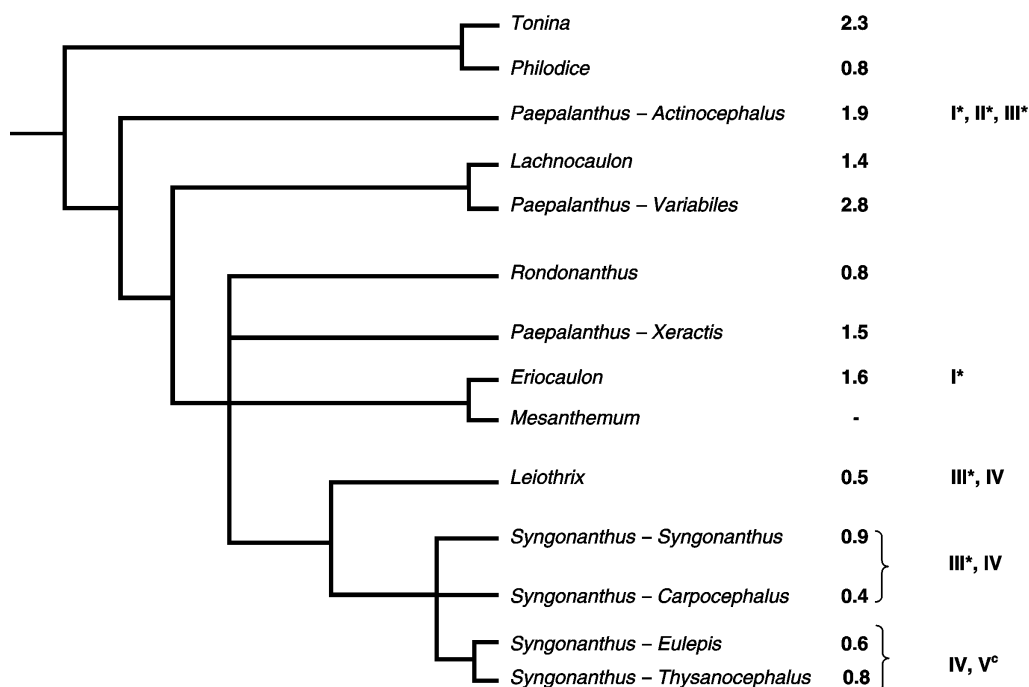 Tonina 2.3
Philodice 0.8
Paepalanthus – Actinocephalus 1.9 I*, II*, III*
Lachnocaulon 1.4
Paepalanthus – Variabiles 2.8
Rondonanthus 0.8
Paepalanthus – Xeractis 1.5
Eriocaulon 1.6 I*
Mesanthemum -
Leiothrix 0.5 III*, IV
Syngonanthus – Syngonanthus 0.9
III*, IV
Syngonanthus – Carpocephalus 0.4
Syngonanthus – Eulepis 0.6
IV, Vᶜ
Syngonanthus – Thysanocephalus 0.8